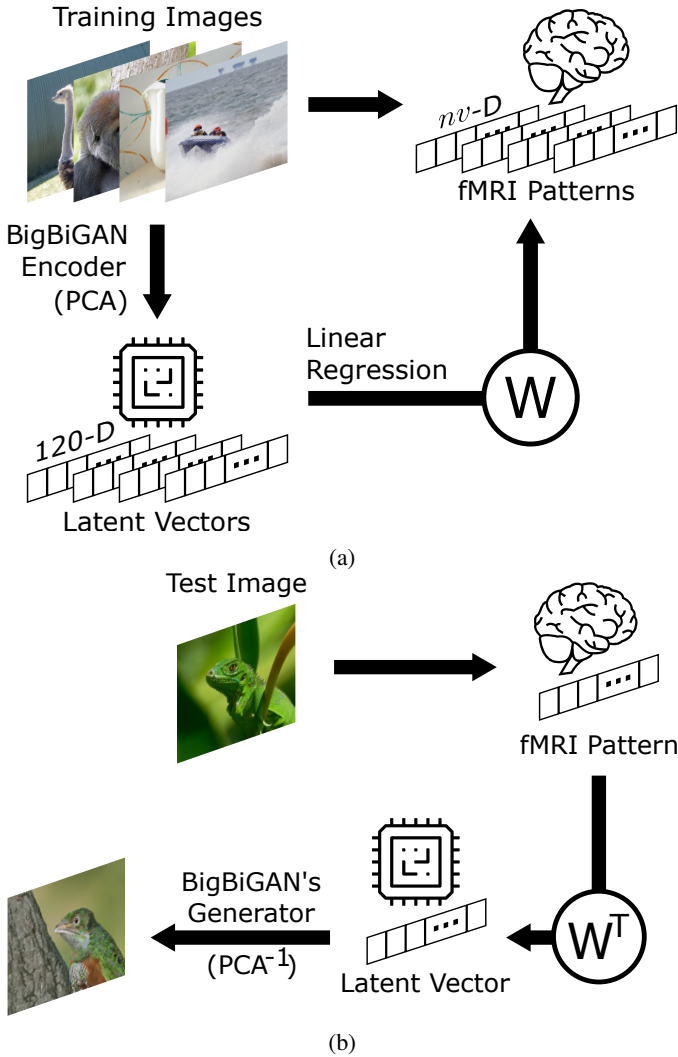 Training Images
nv-D
fMRI Patterns
BigBiGAN
Encoder
(PCA)
Linear
Regression
W
120-D
Latent Vectors
(a)
Test Image
fMRI Pattern
BigBiGAN's
Generator
(PCA⁻¹)
Latent Vector
Wᵀ
(b)